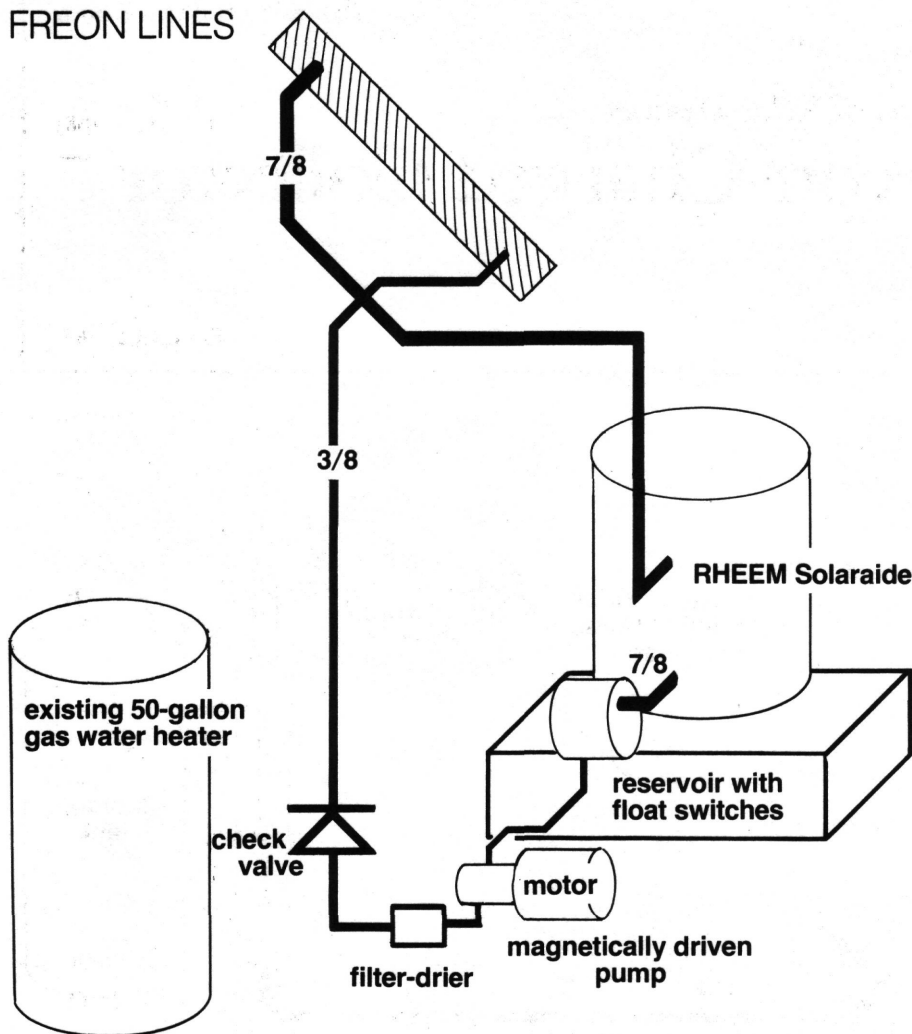 FREON LINES
7/8
3/8
RHEEM Solaraide
7/8
existing 50-gallon
gas water heater
reservoir with
float switches
check
valve
motor
magnetically driven
pump
filter-drier